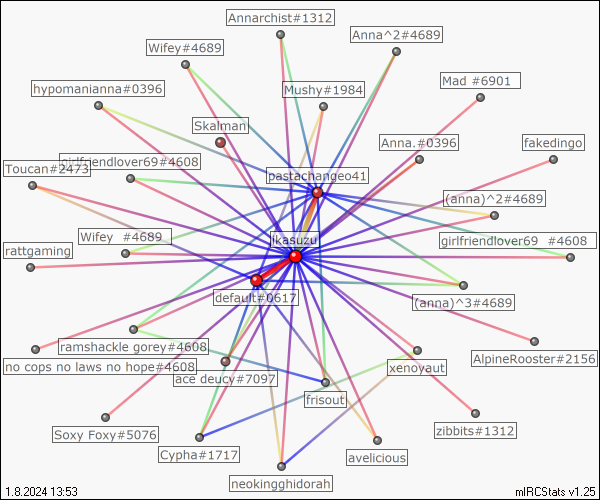 Annarchist#1312
Anna^2#4689
Wifey#4689
Mad #6901
hypomanianna#0396
Mushy#1984
Skalman
Anna.#0396
fakedingo
girlfriendlover69#4608
Toucan#2473
pastachangeo41
(anna)^2#4689
Wifey #4689
Ikasuzu
girlfriendlover69 #4608
rattgaming
default#0617
(anna)^3#4689
ramshackle gorey#4608
no cops no laws no hope#4608
ace deucy#7097
xenoyaut
AlpineRooster#2156
frisout
Soxy Foxy#5076
zibbits#1312
Cypha#1717
avelicious
neokingghidorah
1.8.2024 13:53
mIRCStats v1.25